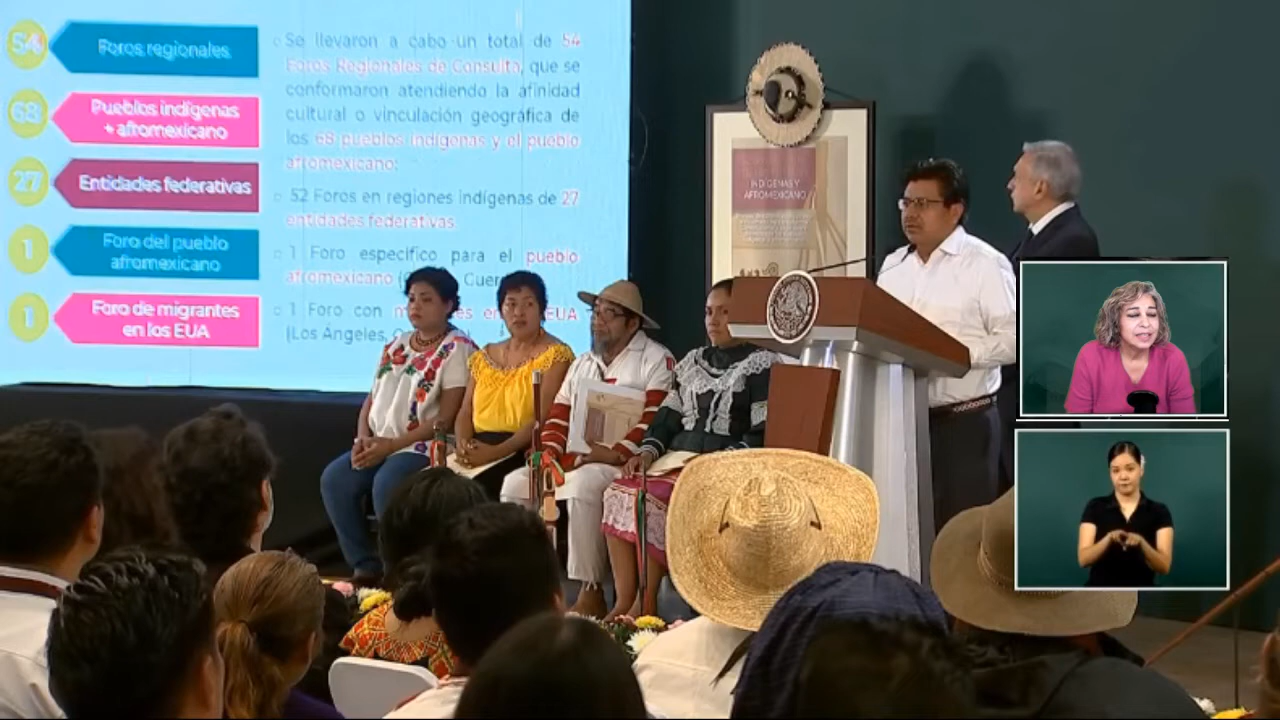 54
Foros regionales
68
Pueblos indígenas
+ afromexicano
27
Entidades federativas
1
Foro del pueblo
afromexicano
1
Foro de migrantes
en los EUA
Se llevaron a cabo un total de 54
Foros Regionales de Consulta, que se
conformaron atendiendo la afinidad
cultural o vinculación geográfica de
los 68 pueblos indígenas y el pueblo
afromexicano:
52 Foros en regiones indígenas de 27
entidades federativas
1 Foro específico para el pueblo
afromexicano
1 Foro con EUA
(Los Ángeles,
INDÍGENAS Y
AFROMEXICANO